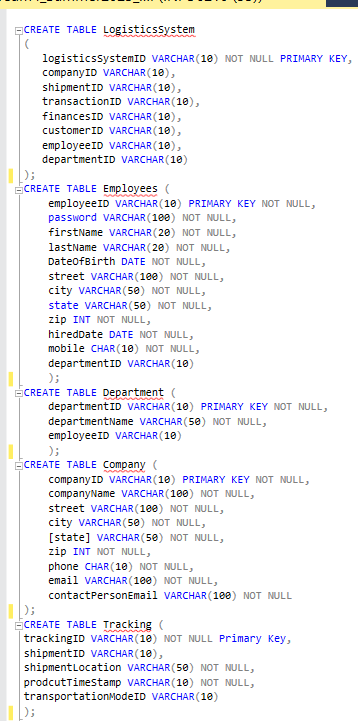 CREATE TABLE LogisticsSystem
(
logisticsSystemID VARCHAR(10) NOT NULL PRIMARY KEY,
companyID VARCHAR(10),
shipmentID VARCHAR(10),
transactionID VARCHAR(10),
financesID VARCHAR(10),
customerID VARCHAR(10),
employeeID VARCHAR(10),
departmentID VARCHAR(10)
);
CREATE TABLE Employees (
employeeID VARCHAR(10) PRIMARY KEY NOT NULL,
password VARCHAR(100) NOT NULL,
firstName VARCHAR(20) NOT NULL,
lastName VARCHAR(20) NOT NULL,
DateOfBirth DATE NOT NULL,
street VARCHAR(100) NOT NULL,
city VARCHAR(50) NOT NULL,
state VARCHAR(50) NOT NULL,
zip INT NOT NULL,
hiredDate DATE NOT NULL,
mobile CHAR(10) NOT NULL,
departmentID VARCHAR(10)
);
CREATE TABLE Department (
departmentID VARCHAR(10) PRIMARY KEY NOT NULL,
departmentName VARCHAR(50) NOT NULL,
employeeID VARCHAR(10)
);
CREATE TABLE Company (
companyID VARCHAR(10) PRIMARY KEY NOT NULL,
companyName VARCHAR(100) NOT NULL,
street VARCHAR(100) NOT NULL,
city VARCHAR(50) NOT NULL,
[state] VARCHAR(50) NOT NULL,
zip INT NOT NULL,
phone CHAR(10) NOT NULL,
email VARCHAR(100) NOT NULL,
contactPersonEmail VARCHAR(100) NOT NULL
);
CREATE TABLE Tracking (
trackingID VARCHAR(10) NOT NULL Primary Key,
shipmentID VARCHAR(10),
shipmentLocation VARCHAR(50) NOT NULL,
prodcutTimeStamp VARCHAR(10) NOT NULL,
transportationModeID VARCHAR(10)
);